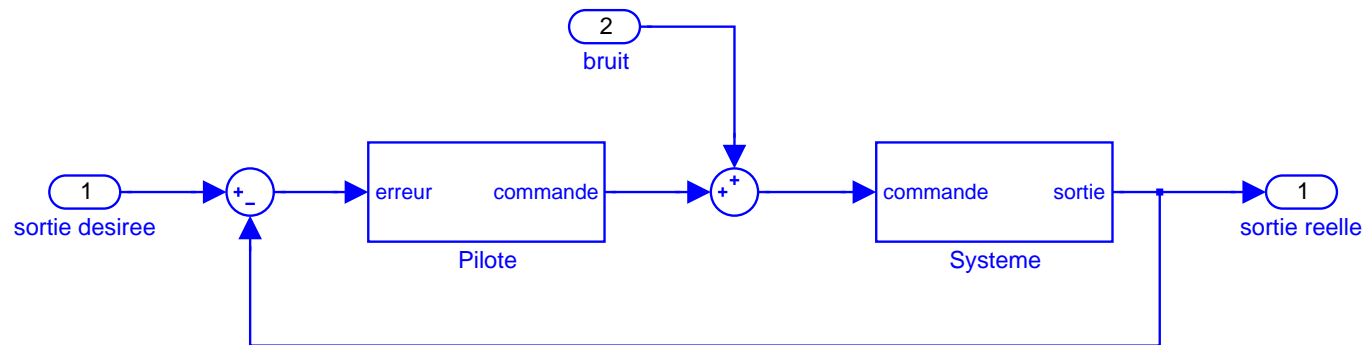 2
bruit
1
sortie desiree
+
−
erreur
commande
Pilote
+
+
commande
sortie
Systeme
1
sortie reelle